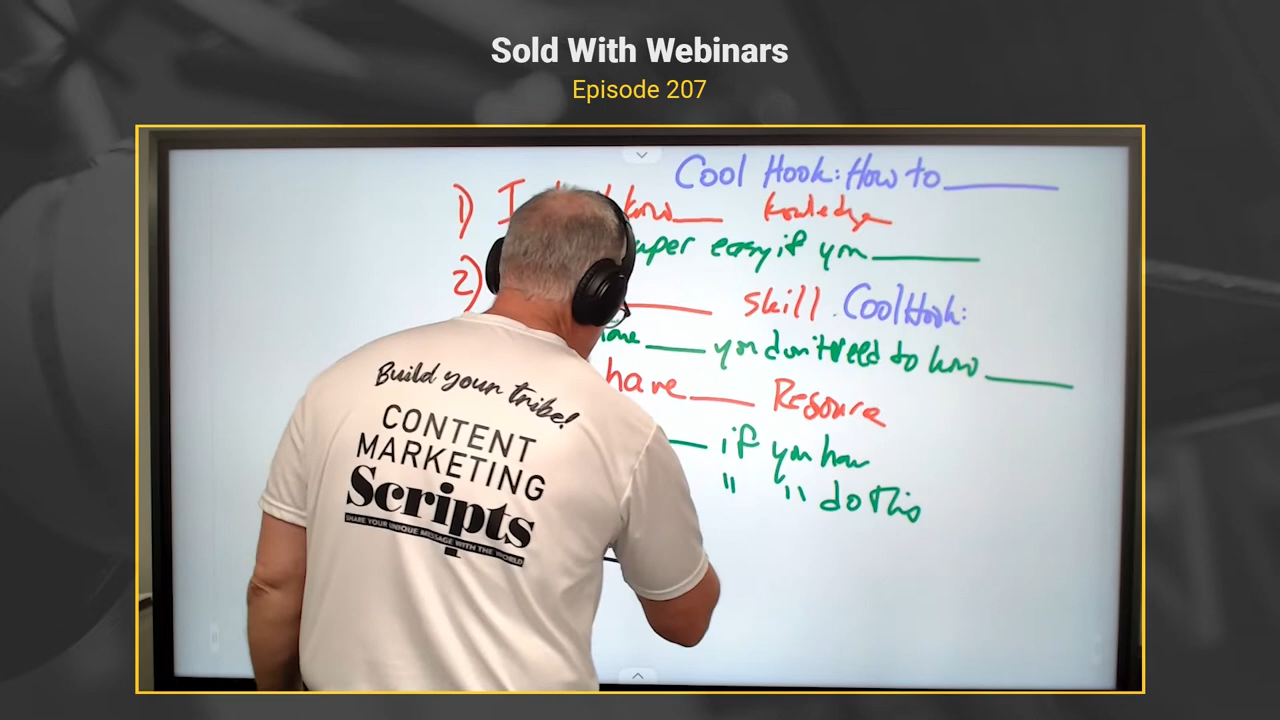 Sold With Webinars
Episode 207
Cool Hook: How to
1) I know kowledge
super easy if you
2) skill. Cool Hook:
you don't need to know
have Resource
if you have
" " do this
Build your tribe!
CONTENT
MARKETING
Scripts
SHARE YOUR UNIQUE MESSAGE WITH THE WORLD